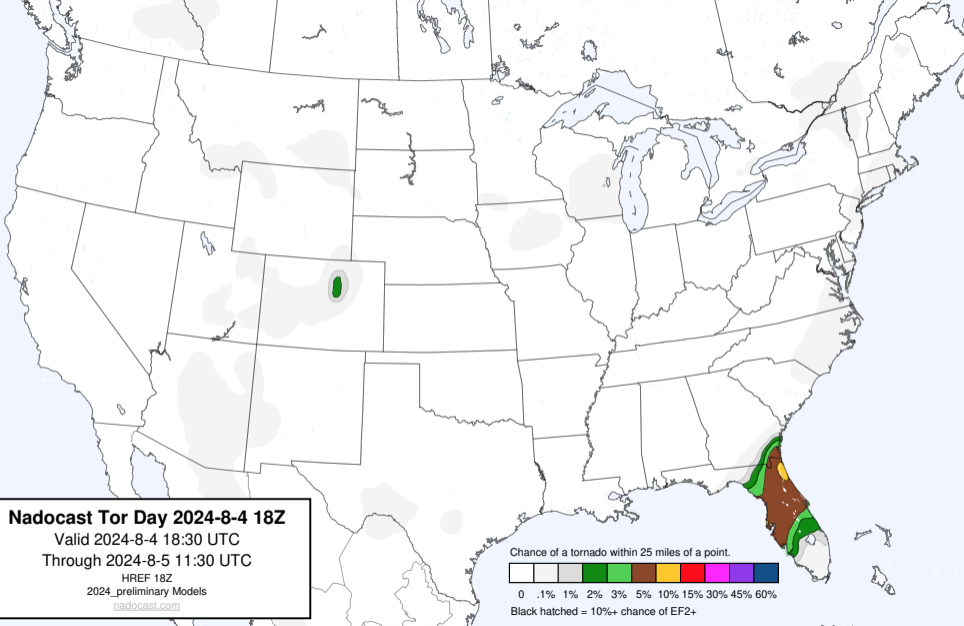 Nadocast Tor Day 2024-8-4 18Z
Valid 2024-8-4 18:30 UTC
Through 2024-8-5 11:30 UTC
HREF 18Z
2024_preliminary Models
nadocast.com
Chance of a tornado within 25 miles of a point.
0 .1% 1% 2% 3% 5% 10% 15% 30% 45% 60%
Black hatched = 10%+ chance of EF2+